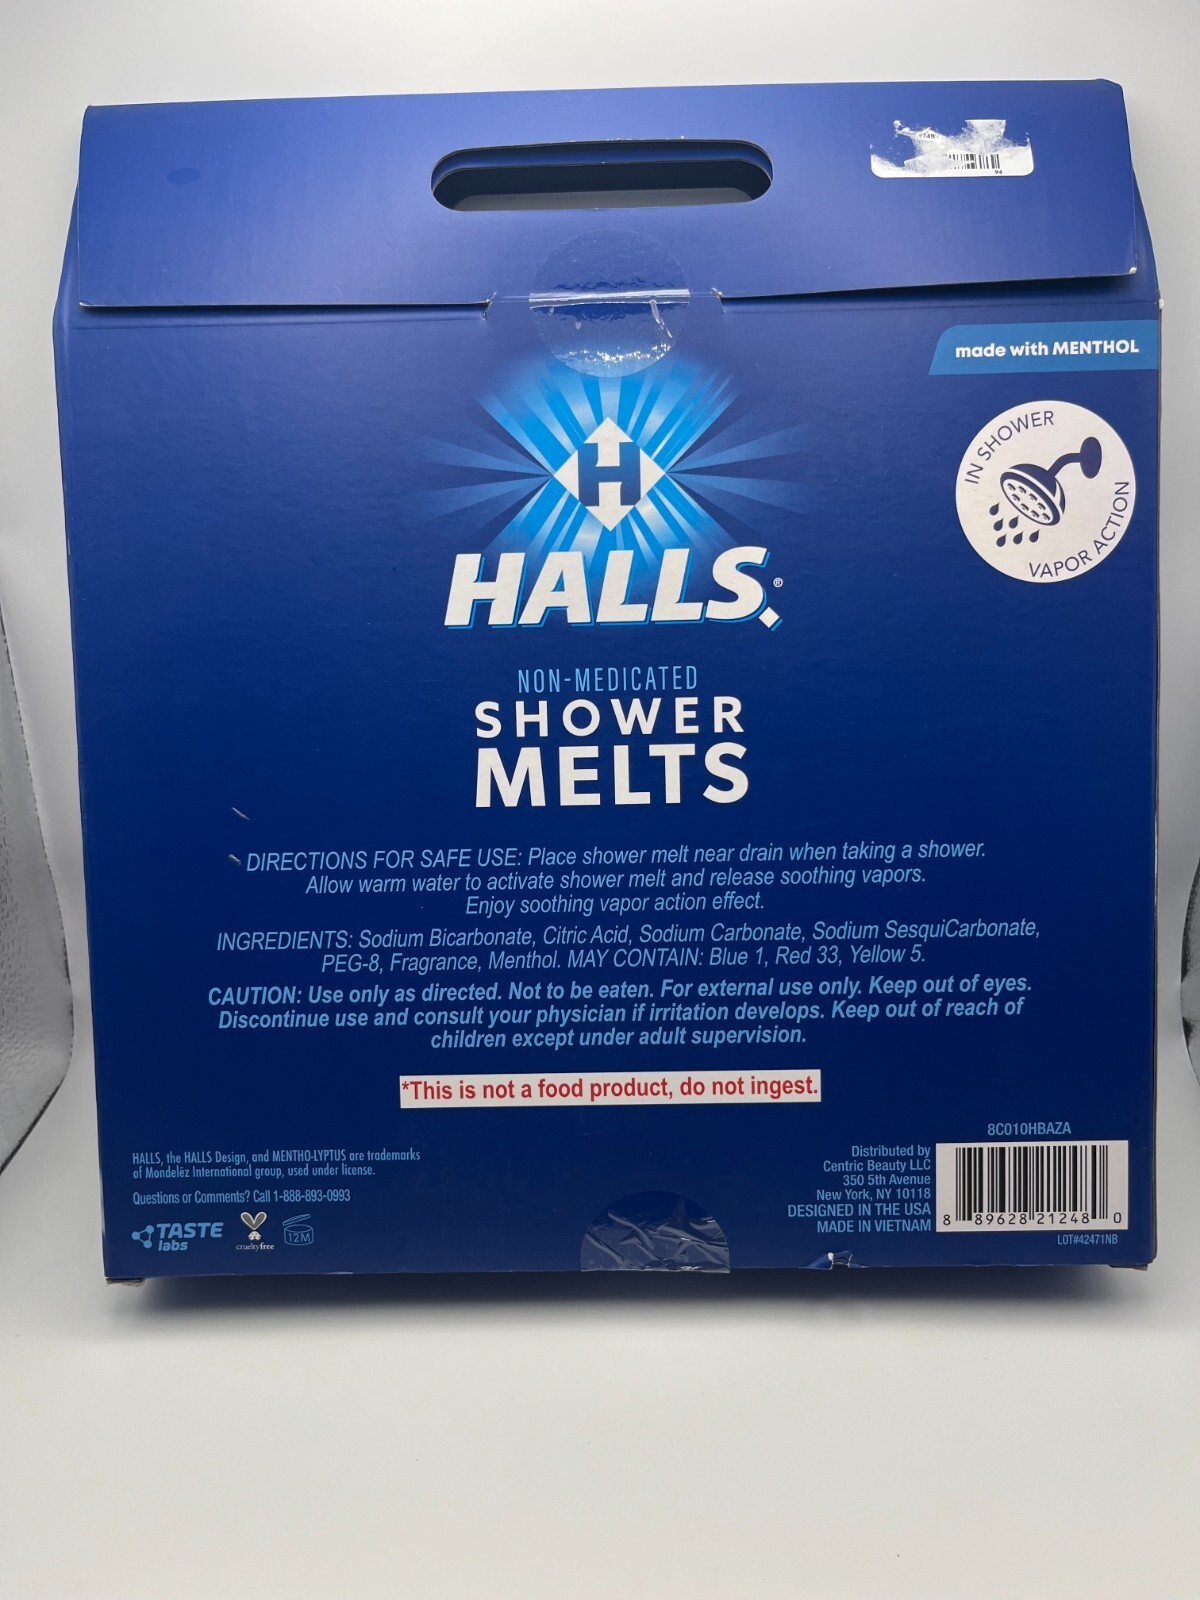 94
made with MENTHOL
IN SHOWER
VAPOR ACTION
H
HALLS®
NON-MEDICATED
SHOWER
MELTS
DIRECTIONS FOR SAFE USE: Place shower melt near drain when taking a shower.
Allow warm water to activate shower melt and release soothing vapors.
Enjoy soothing vapor action effect.
INGREDIENTS: Sodium Bicarbonate, Citric Acid, Sodium Carbonate, Sodium SesquiCarbonate,
PEG-8, Fragrance, Menthol. MAY CONTAIN: Blue 1, Red 33, Yellow 5.
CAUTION: Use only as directed. Not to be eaten. For external use only. Keep out of eyes.
Discontinue use and consult your physician if irritation develops. Keep out of reach of
children except under adult supervision.
*This is not a food product, do not ingest.
HALLS, the HALLS Design, and MENTHO-LYPTUS are trademarks
of Mondelēz International group, used under license.
Questions or Comments? Call 1-888-893-0993
TASTE
labs
crueltyfree
12M
8C010HBAZA
Distributed by
Centric Beauty LLC
350 5th Avenue
New York, NY 10118
DESIGNED IN THE USA
MADE IN VIETNAM
8 89628 21248 0
LOT#42471NB